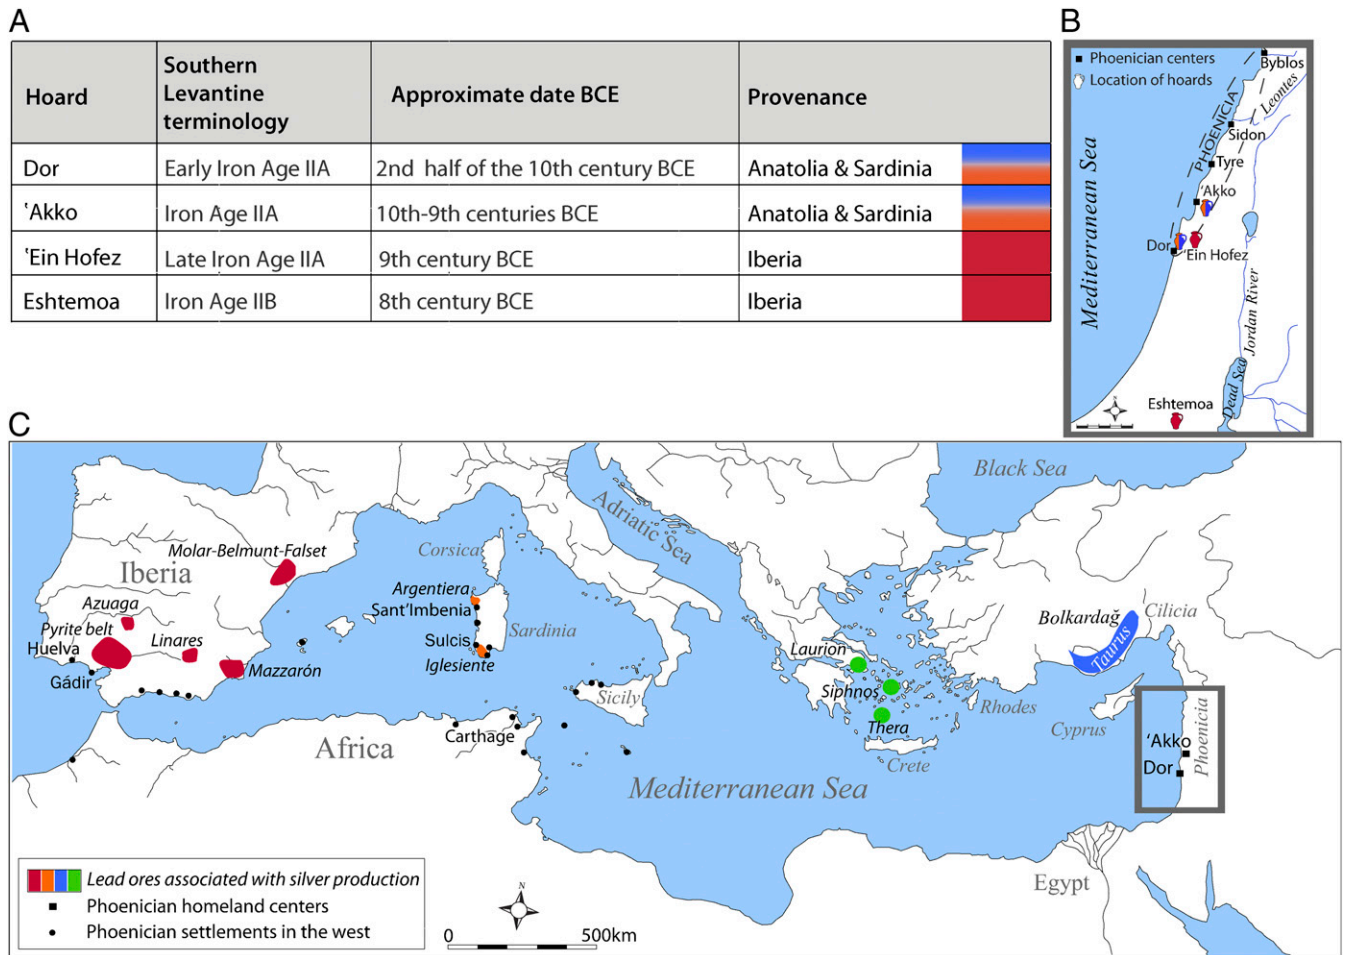 A
Hoard
Southern
Levantine
terminology
Approximate date BCE
Provenance
Dor
Early Iron Age IIA
2nd half of the 10th century BCE
Anatolia & Sardinia
'Akko
Iron Age IIA
10th-9th centuries BCE
Anatolia & Sardinia
'Ein Hofez
Late Iron Age IIA
9th century BCE
Iberia
Eshtemoa
Iron Age IIB
8th century BCE
Iberia
B
Phoenician centers
Location of hoards
Byblos
Leontes
PHOENICIA
Sidon
Tyre
'Akko
Mediterranean Sea
Dor
'Ein Hofez
Jordan River
Dead Sea
Eshtemoa
N
C
Black Sea
Adriatic Sea
Corsica
Molar-Belmunt-Falset
Iberia
Argentiera
Sant'Imbenia
Azuaga
Pyrite belt
Huelva
Linares
Sulcis
Sardinia
Iglesiente
Mazzarón
Gádir
Bolkardağ
Cilicia
Taurus
Laurion
Siphnos
Sicily
Rhodes
Thera
Cyprus
Carthage
Africa
Crete
'Akko
Dor
Phoenicia
Mediterranean Sea
Egypt
Lead ores associated with silver production
Phoenician homeland centers
Phoenician settlements in the west
N
0 500km